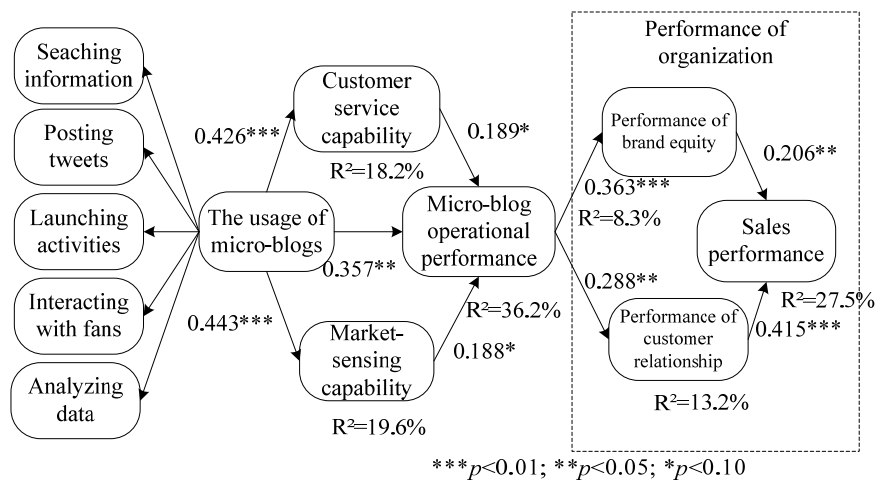 Seaching
information
Posting
tweets
Launching
activities
Interacting
with fans
Analyzing
data
The usage of
micro-blogs
0.426***
0.357**
0.443***
Customer
service
capability
R²=18.2%
Market-
sensing
capability
R²=19.6%
0.189*
0.188*
Micro-blog
operational
performance
R²=36.2%
Performance of
organization
0.363***
R²=8.3%
0.288**
Performance of
brand equity
Performance of
customer
relationship
R²=13.2%
0.206**
0.415***
Sales
performance
R²=27.5%
***p<0.01; **p<0.05; *p<0.10